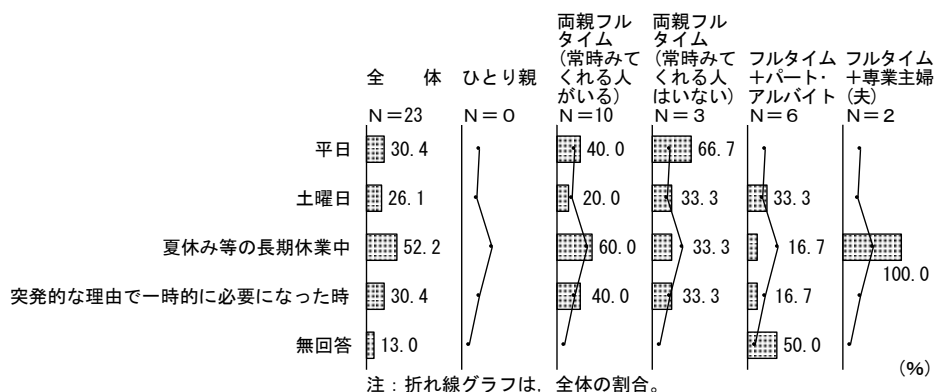 全　体
N＝23
ひとり親
N＝0
両親フル
タイム
(常時みて
くれる人
がいる)
N＝10
両親フル
タイム
(常時みて
くれる人
はいない)
N＝3
フルタイム
＋パート・
アルバイト
N＝6
フルタイム
＋専業主婦
(夫)
N＝2
平日 30.4 40.0 66.7
土曜日 26.1 20.0 33.3 33.3
夏休み等の長期休業中 52.2 60.0 33.3 16.7 100.0
突発的な理由で一時的に必要になった時 30.4 40.0 33.3 16.7
無回答 13.0 50.0
(%)
注：折れ線グラフは，全体の割合。